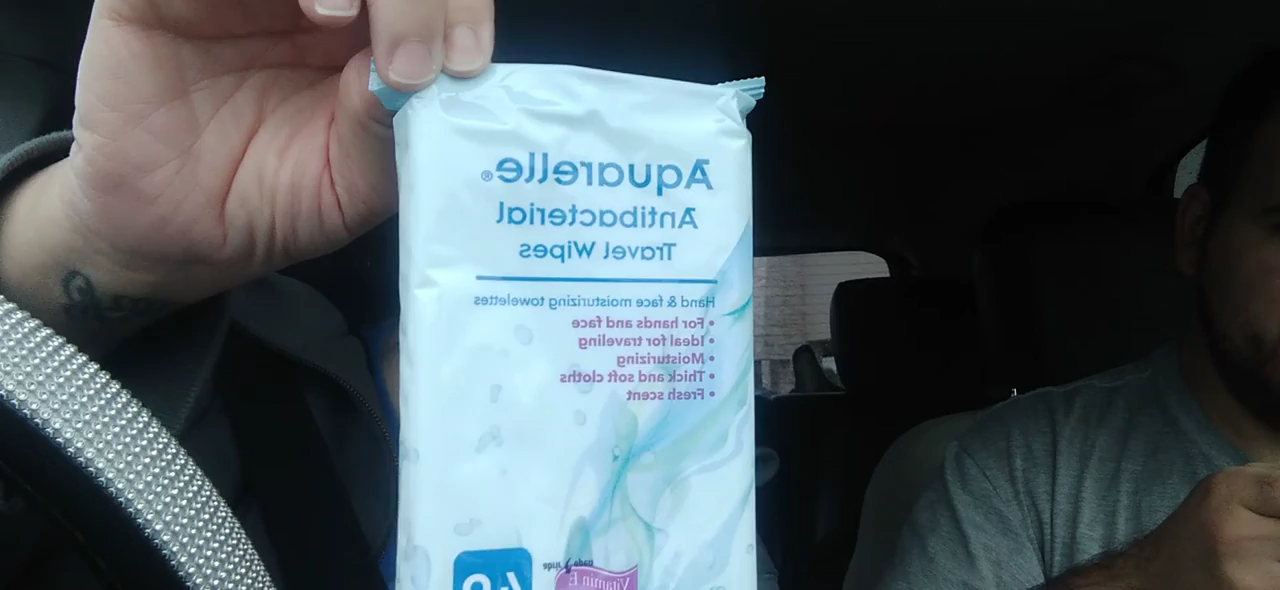 Aquarelle®
Antibacterial
Travel Wipes
Hand & face moisturizing towelettes
• For hands and face
• Ideal for traveling
• Moisturizing
• Thick and soft cloths
• Fresh scent
Vitamin E